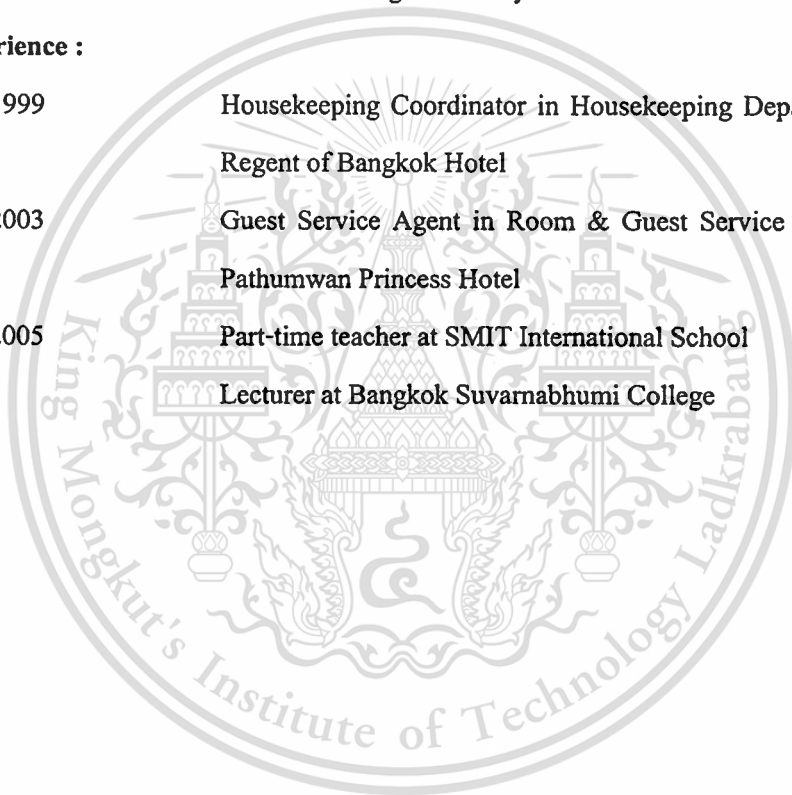 rience :
999 Housekeeping Coordinator in Housekeeping Depa
Regent of Bangkok Hotel
2003 Guest Service Agent in Room & Guest Service
Pathumwan Princess Hotel
005 Part-time teacher at SMIT International School
Lecturer at Bangkok Suvarnabhumi College
King Mongkut's Institute of Technology Ladkrabang